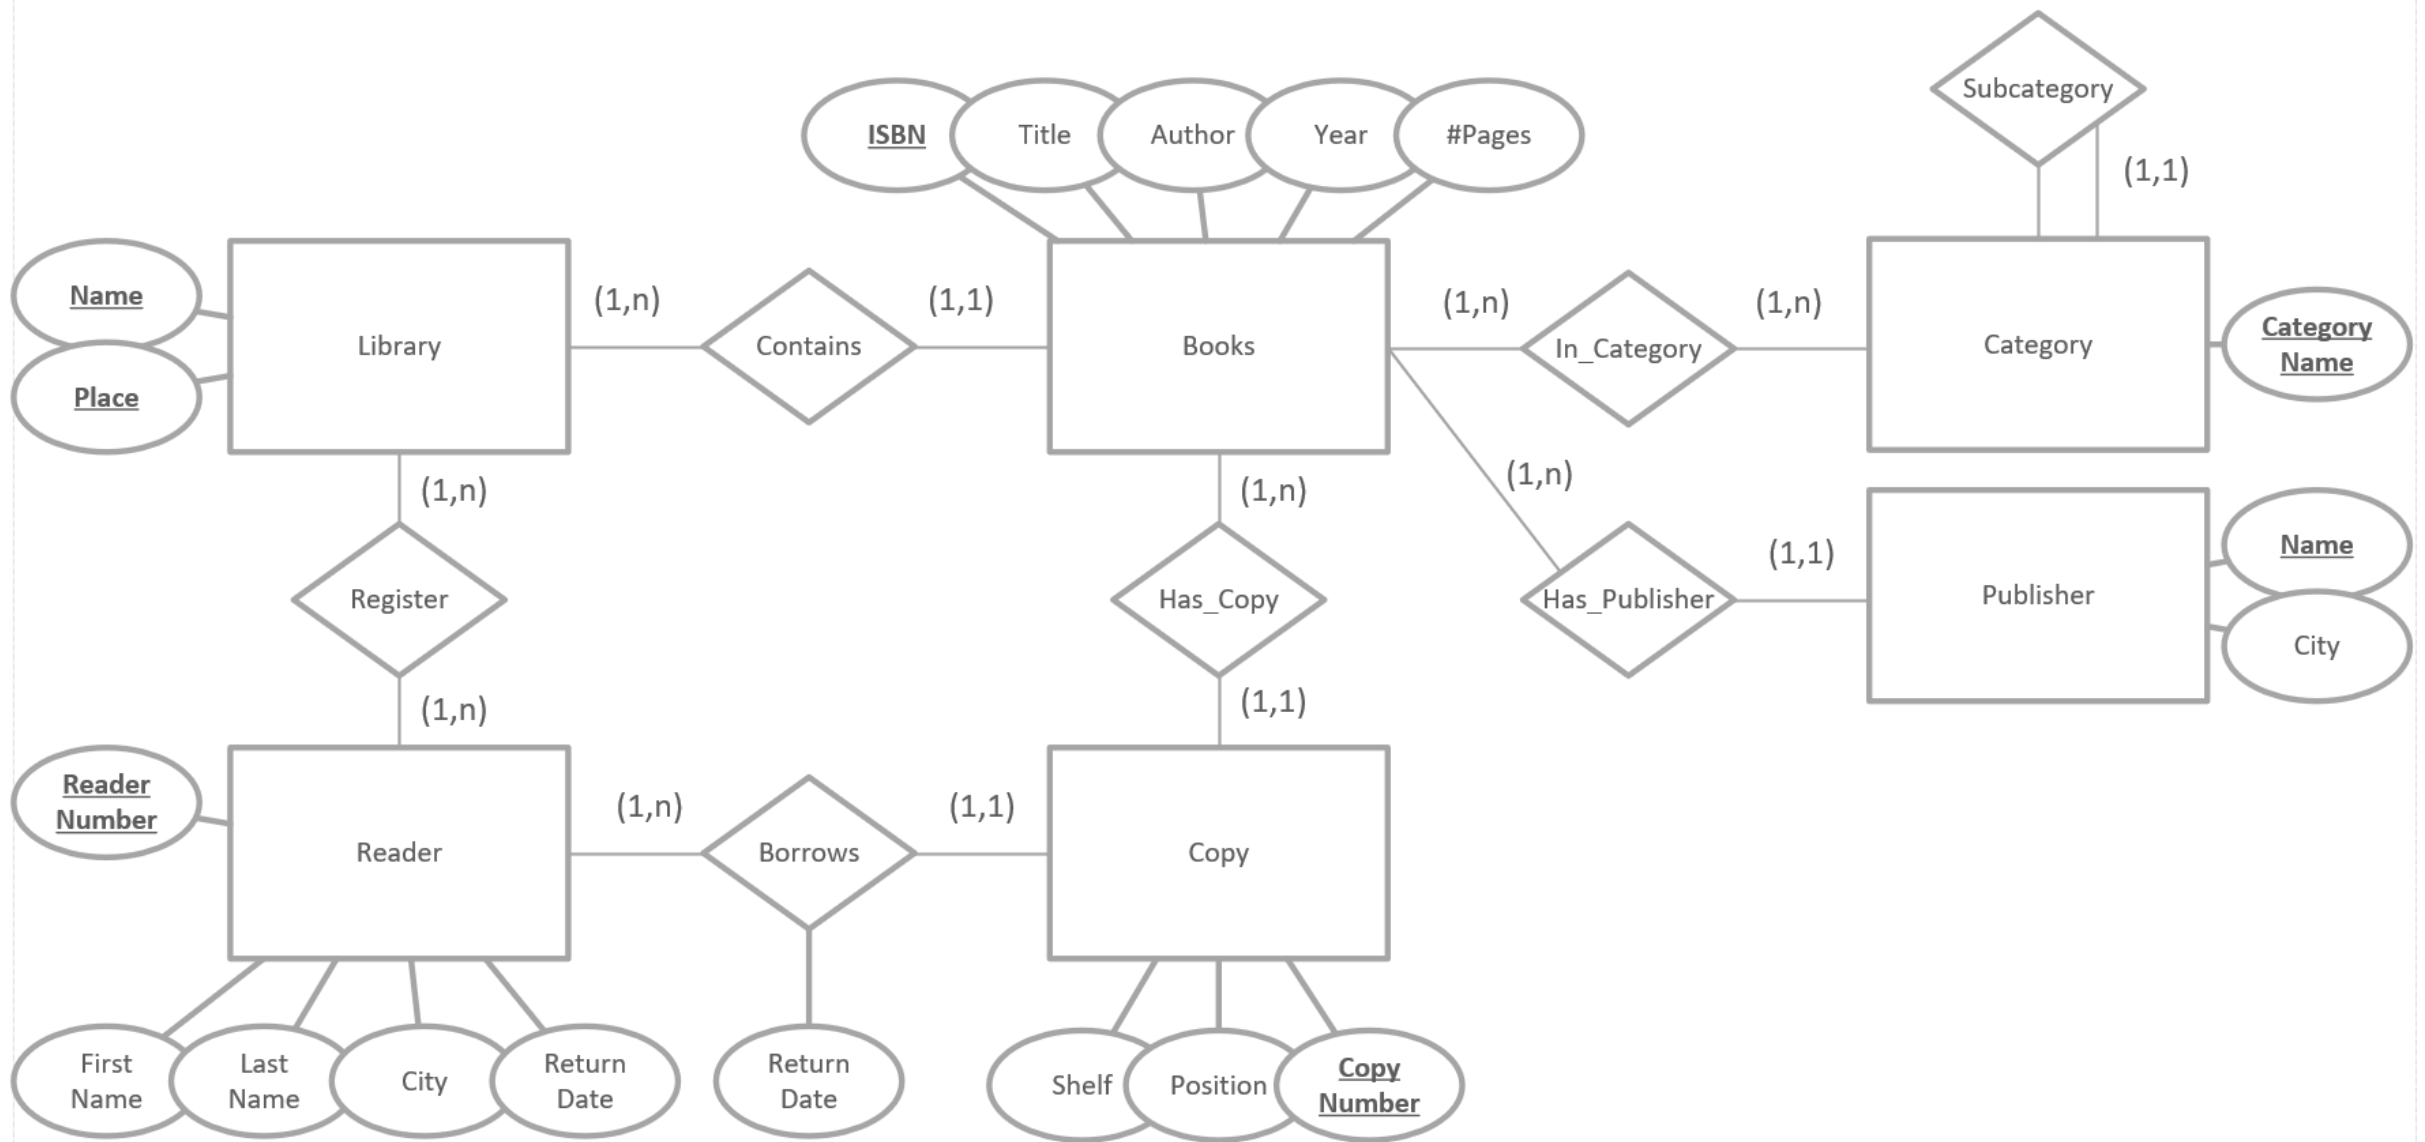 Subcategory
(1,1)
ISBN
Title
Author
Year
#Pages
Name
Place
Library
(1,n)
Contains
(1,1)
Books
(1,n)
In_Category
(1,n)
Category
Category
Name
(1,n)
(1,n)
(1,n)
Register
Has_Copy
Has_Publisher
(1,1)
Publisher
Name
City
(1,n)
(1,1)
Reader
Number
Reader
(1,n)
Borrows
(1,1)
Copy
First
Name
Last
Name
City
Return
Date
Return
Date
Shelf
Position
Copy
Number